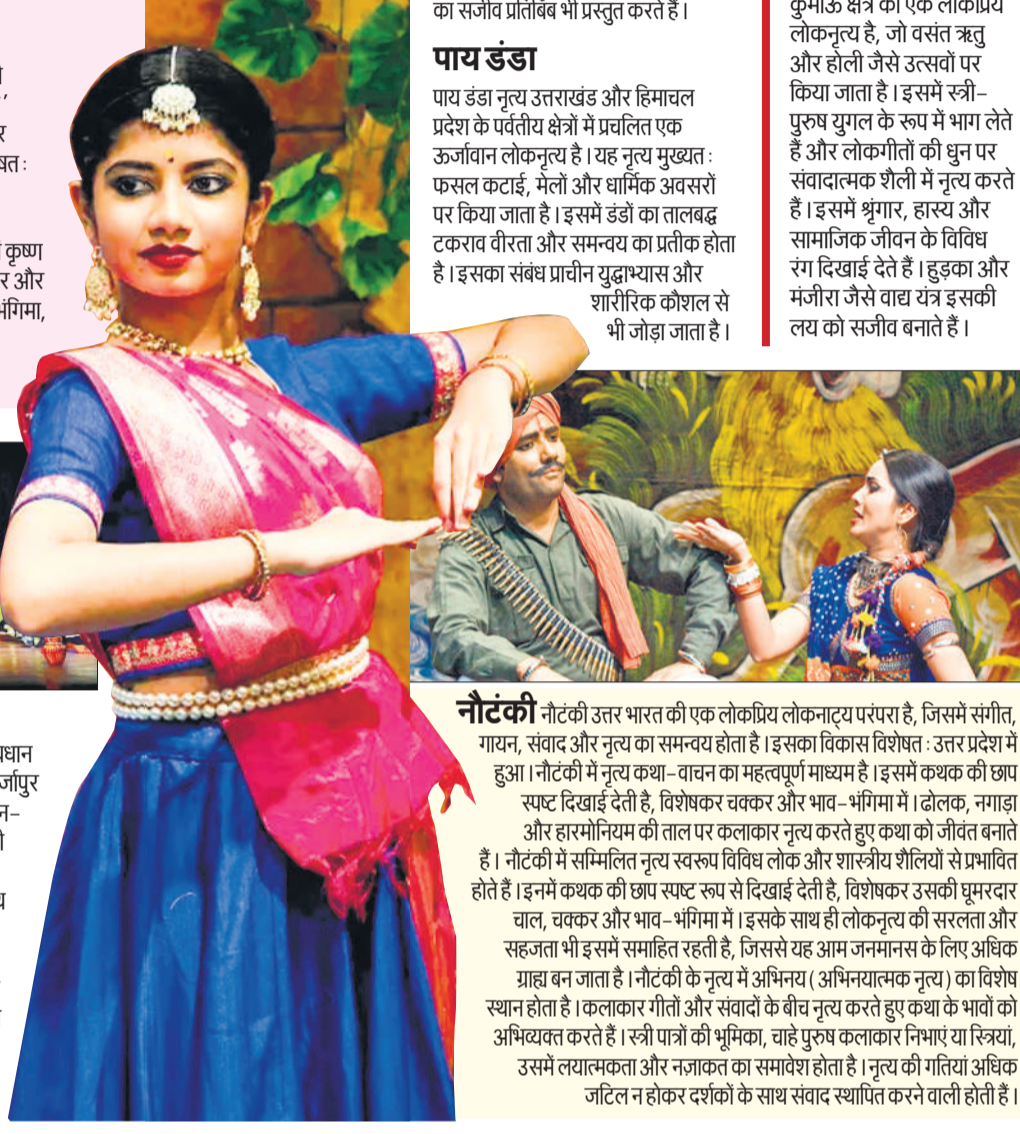 र
षत :
कृष्ण
र और
भंगिमा,
प्रधान
र्जापुर
न-
का सजीव प्रतिबिंब भी प्रस्तुत करते हैं।
पाय डंडा
पाय डंडा नृत्य उत्तराखंड और हिमाचल
प्रदेश के पर्वतीय क्षेत्रों में प्रचलित एक
ऊर्जावान लोकनृत्य है। यह नृत्य मुख्यत :
फसल कटाई, मेलों और धार्मिक अवसरों
पर किया जाता है। इसमें डंडों का तालबद्ध
टकराव वीरता और समन्वय का प्रतीक होता
है। इसका संबंध प्राचीन युद्धाभ्यास और
शारीरिक कौशल से
भी जोड़ा जाता है।
कुमाऊं क्षेत्र का एक लोकप्रिय
लोकनृत्य है, जो वसंत ऋतु
और होली जैसे उत्सवों पर
किया जाता है। इसमें स्त्री-
पुरुष युगल के रूप में भाग लेते
हैं और लोकगीतों की धुन पर
संवादात्मक शैली में नृत्य करते
हैं। इसमें श्रृंगार, हास्य और
सामाजिक जीवन के विविध
रंग दिखाई देते हैं। हुड़का और
मंजीरा जैसे वाद्य यंत्र इसकी
लय को सजीव बनाते हैं।
नौटंकी नौटंकी उत्तर भारत की एक लोकप्रिय लोकनाट्य परंपरा है, जिसमें संगीत,
गायन, संवाद और नृत्य का समन्वय होता है। इसका विकास विशेषत : उत्तर प्रदेश में
हुआ। नौटंकी में नृत्य कथा-वाचन का महत्वपूर्ण माध्यम है। इसमें कथक की छाप
स्पष्ट दिखाई देती है, विशेषकर चक्कर और भाव-भंगिमा में। ढोलक, नगाड़ा
और हारमोनियम की ताल पर कलाकार नृत्य करते हुए कथा को जीवंत बनाते
हैं। नौटंकी में सम्मिलित नृत्य स्वरूप विविध लोक और शास्त्रीय शैलियों से प्रभावित
होते हैं। इनमें कथक की छाप स्पष्ट रूप से दिखाई देती है, विशेषकर उसकी घूमरदार
चाल, चक्कर और भाव-भंगिमा में। इसके साथ ही लोकनृत्य की सरलता और
सहजता भी इसमें समाहित रहती है, जिससे यह आम जनमानस के लिए अधिक
ग्राह्य बन जाता है। नौटंकी के नृत्य में अभिनय (अभिनयात्मक नृत्य) का विशेष
स्थान होता है। कलाकार गीतों और संवादों के बीच नृत्य करते हुए कथा के भावों को
अभिव्यक्त करते हैं। स्त्री पात्रों की भूमिका, चाहे पुरुष कलाकार निभाएं या स्त्रियां,
उसमें लयात्मकता और नज़ाकत का समावेश होता है। नृत्य की गतियां अधिक
जटिल न होकर दर्शकों के साथ संवाद स्थापित करने वाली होती हैं।